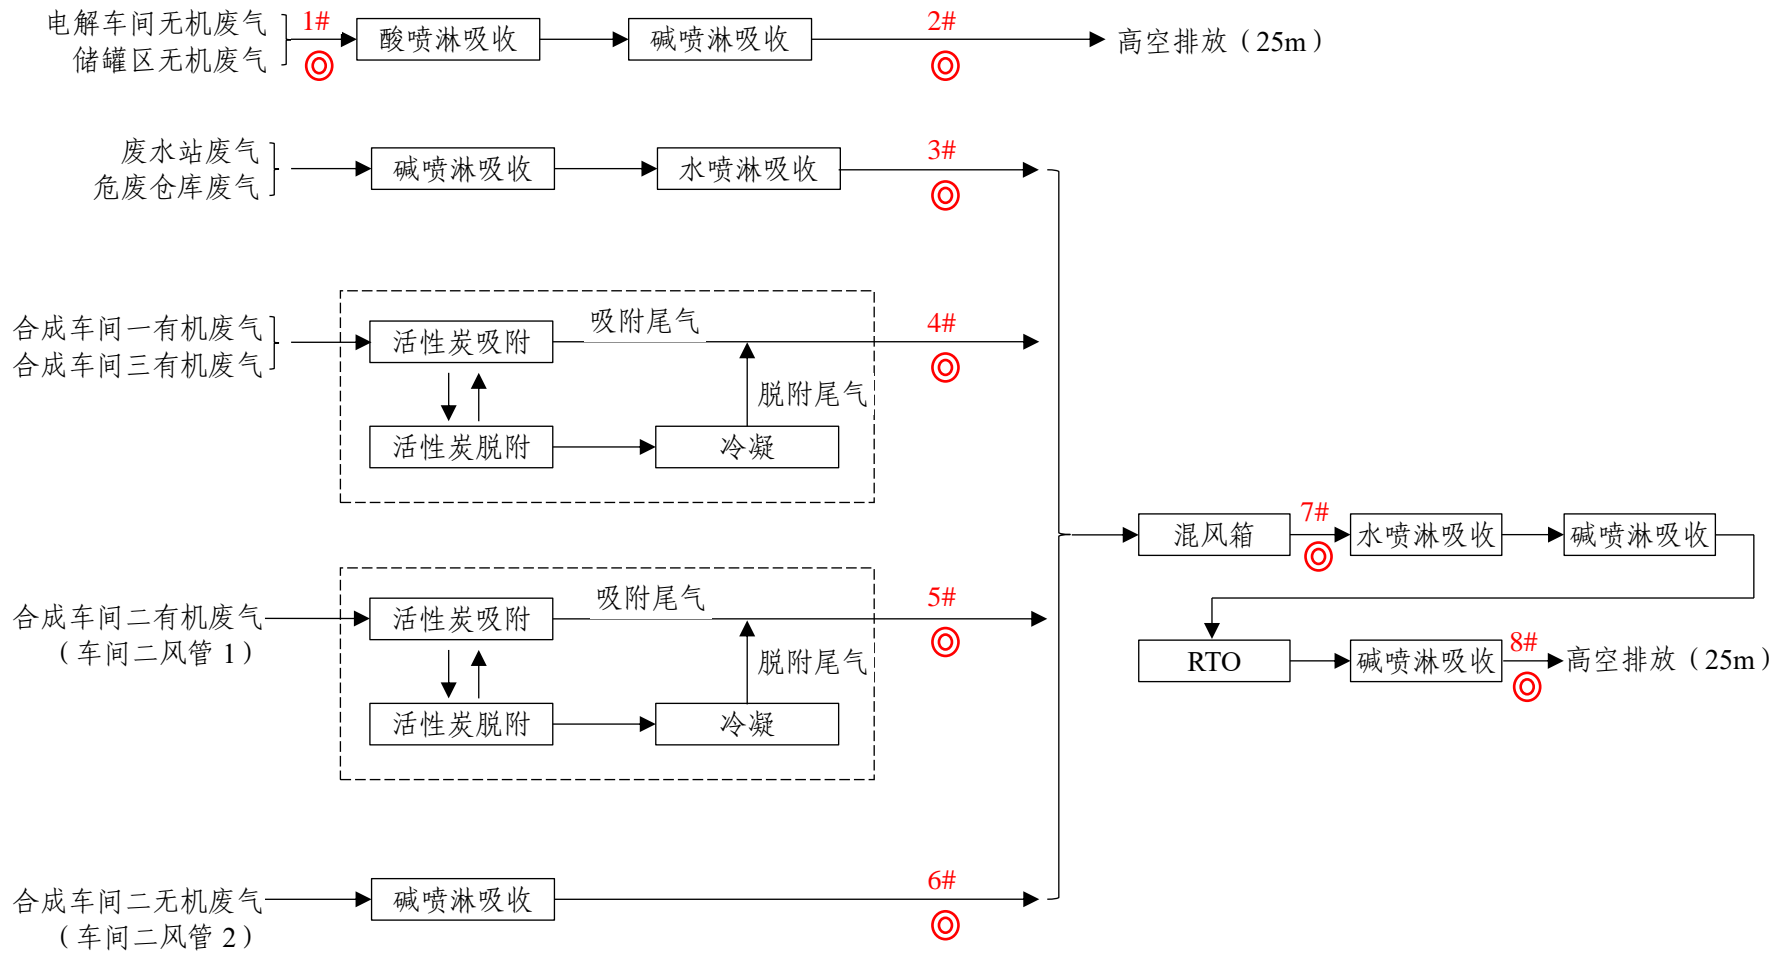 电解车间无机废气
储罐区无机废气
1#
酸喷淋吸收
碱喷淋吸收
2#
高空排放（25m）
废水站废气
危废仓库废气
碱喷淋吸收
水喷淋吸收
3#
合成车间一有机废气
合成车间三有机废气
活性炭吸附
吸附尾气
4#
脱附尾气
活性炭脱附
冷凝
混风箱
7#
水喷淋吸收
碱喷淋吸收
合成车间二有机废气
（车间二风管 1）
活性炭吸附
吸附尾气
5#
脱附尾气
活性炭脱附
冷凝
RTO
碱喷淋吸收
8#
高空排放（25m）
合成车间二无机废气
（车间二风管 2）
碱喷淋吸收
6#